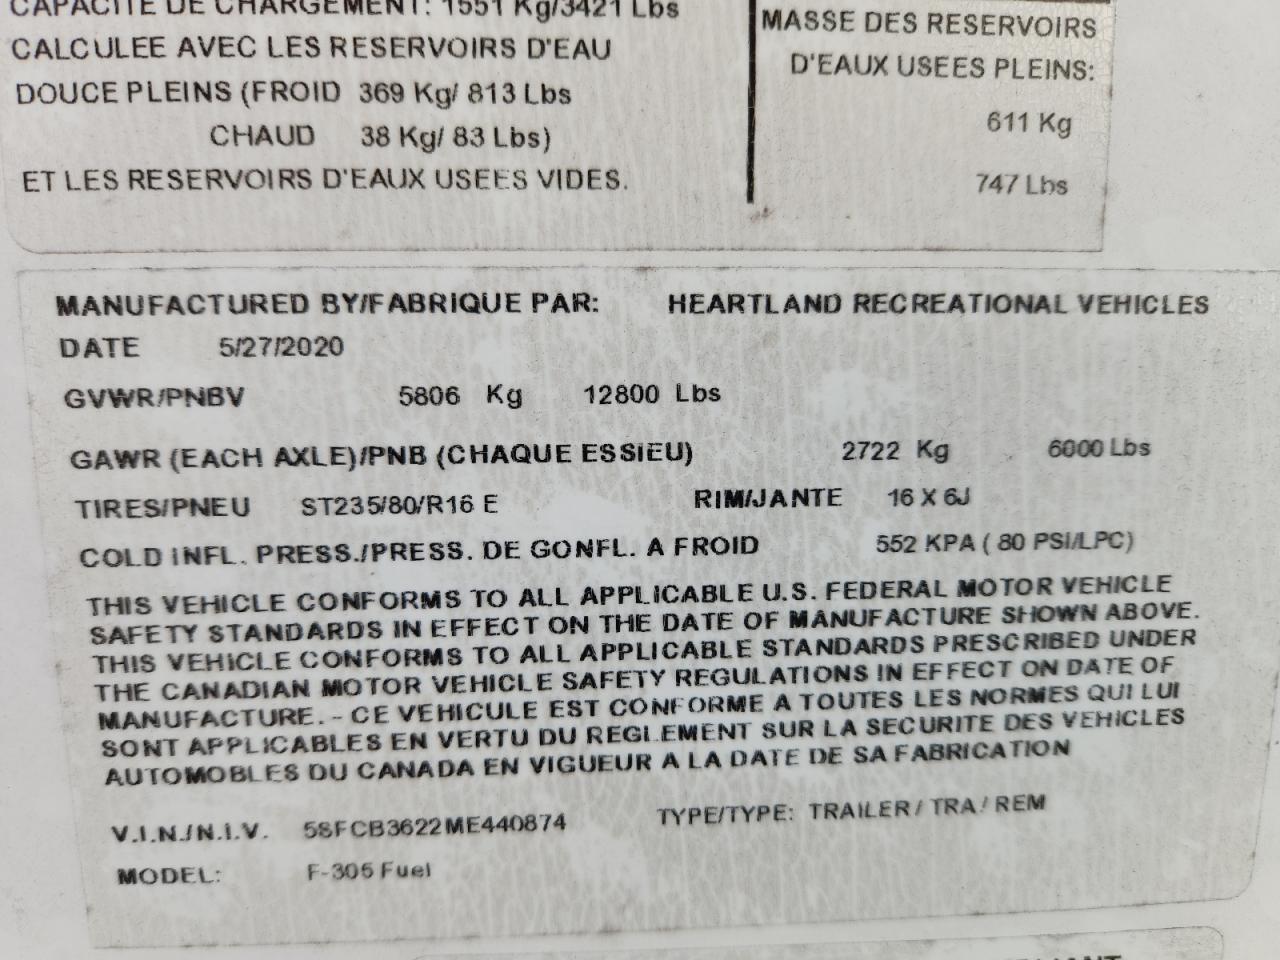 CAPACITE DE CHARGEMENT: 1551 Kg/3421 Lbs
CALCULEE AVEC LES RESERVOIRS D'EAU
DOUCE PLEINS (FROID 369 Kg/ 813 Lbs
CHAUD 38 Kg/ 83 Lbs)
ET LES RESERVOIRS D'EAUX USEES VIDES.
MASSE DES RESERVOIRS
D'EAUX USEES PLEINS:
611 Kg
747 Lbs
MANUFACTURED BY/FABRIQUE PAR: HEARTLAND RECREATIONAL VEHICLES
DATE 5/27/2020
GVWR/PNBV 5806 Kg 12800 Lbs
GAWR (EACH AXLE)/PNB (CHAQUE ESSIEU) 2722 Kg 6000 Lbs
TIRES/PNEU ST235/80/R16 E RIM/JANTE 16 X 6J
COLD INFL. PRESS./PRESS. DE GONFL. A FROID 552 KPA ( 80 PSI/LPC)
THIS VEHICLE CONFORMS TO ALL APPLICABLE U.S. FEDERAL MOTOR VEHICLE
SAFETY STANDARDS IN EFFECT ON THE DATE OF MANUFACTURE SHOWN ABOVE.
THIS VEHICLE CONFORMS TO ALL APPLICABLE STANDARDS PRESCRIBED UNDER
THE CANADIAN MOTOR VEHICLE SAFETY REGULATIONS IN EFFECT ON DATE OF
MANUFACTURE. - CE VEHICULE EST CONFORME A TOUTES LES NORMES QUI LUI
SONT APPLICABLES EN VERTU DU REGLEMENT SUR LA SECURITE DES VEHICLES
AUTOMOBLES DU CANADA EN VIGUEUR A LA DATE DE SA FABRICATION
V.I.N./N.I.V. 58FCB3622ME440874 TYPE/TYPE: TRAILER / TRA / REM
MODEL: F-305 Fuel